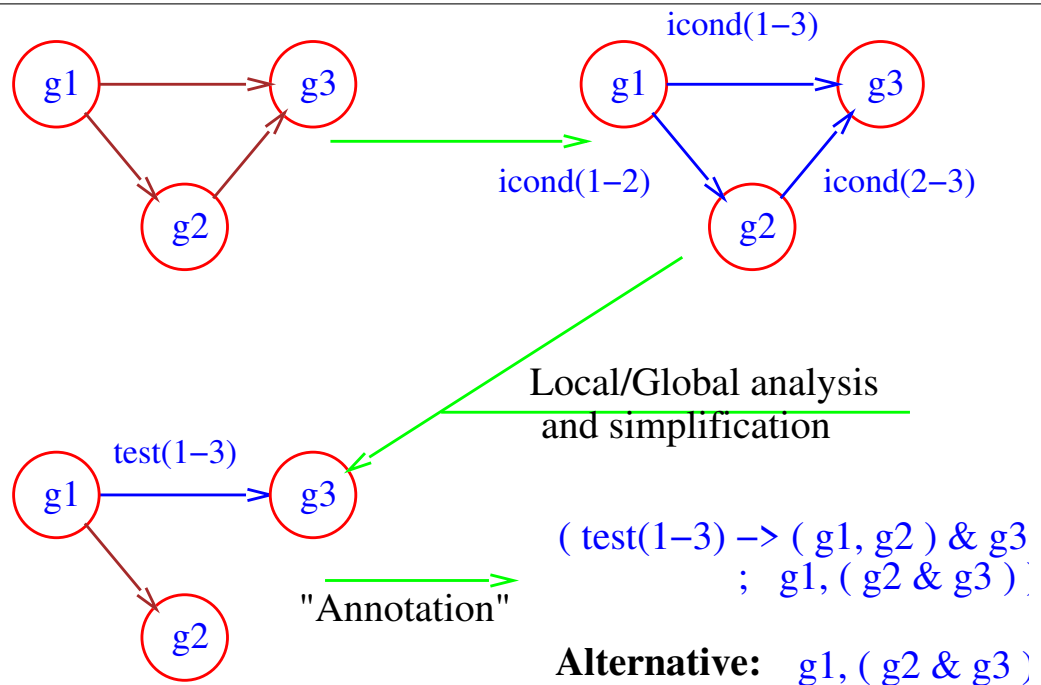 icond(1−3)
g1
g3
g2
g1
g3
icond(1−2)
icond(2−3)
g2
Local/Global analysis
and simplification
test(1−3)
g1
g3
g2
"Annotation"
( test(1−3) −> ( g1, g2 ) & g3
; g1, ( g2 & g3 ) )
Alternative: g1, ( g2 & g3 )